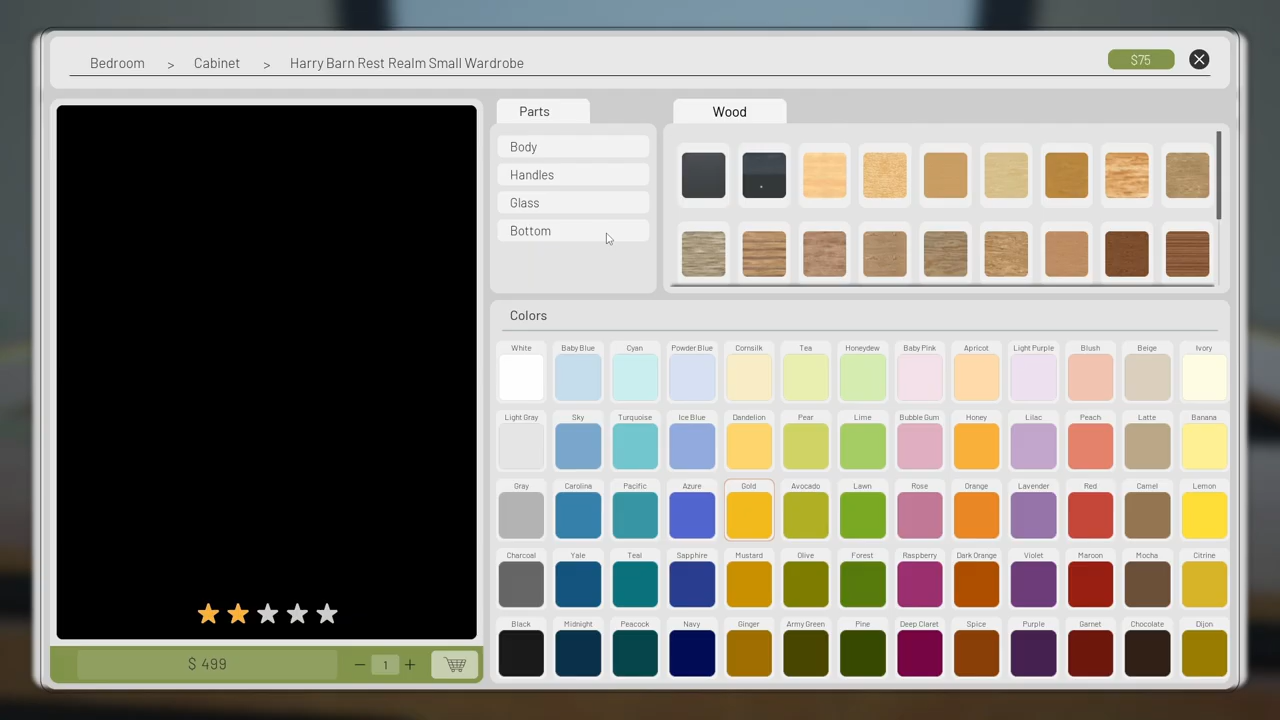 Bedroom > Cabinet > Harry Barn Rest Realm Small Wardrobe
$75
Parts
Wood
Body
Handles
Glass
Bottom
Colors
White Baby Blue Cyan Powder Blue Cornsilk Tea Honeydew Baby Pink Apricot Light Purple Blush Beige Ivory
Light Gray Sky Turquoise Ice Blue Dandelion Pear Lime Bubble Gum Honey Lilac Peach Latte Banana
Gray Carolina Pacific Azure Gold Avocado Lawn Rose Orange Lavender Red Camel Lemon
Charcoal Yale Teal Sapphire Mustard Olive Forest Raspberry Dark Orange Violet Maroon Mocha Citrine
Black Midnight Peacock Navy Ginger Army Green Pine Deep Claret Spice Purple Garnet Chocolate Dijon
$ 499
− 1 +